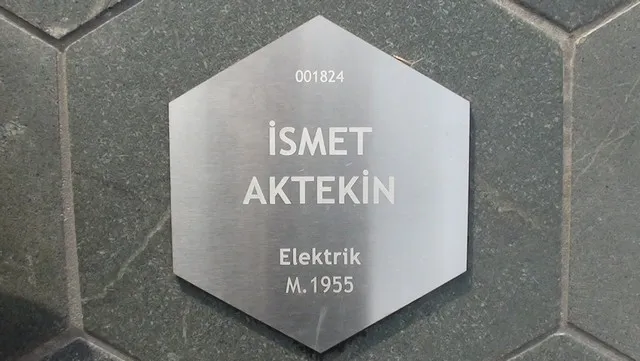 001824
İSMET
AKTEKİN
Elektrik
M.1955